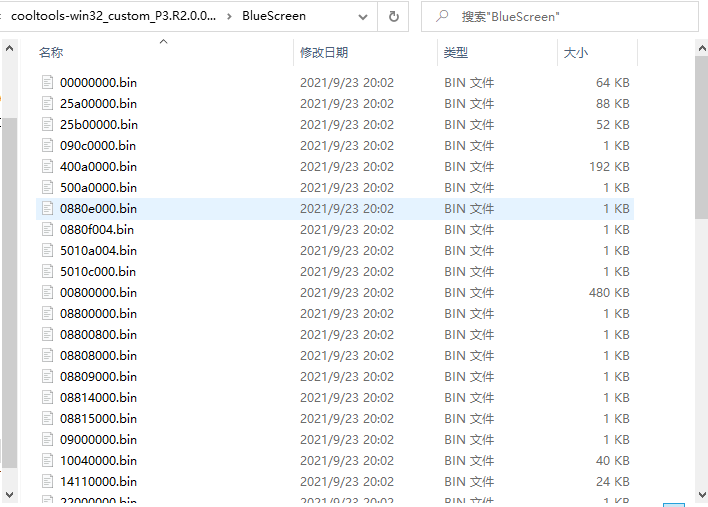 cooltools-win32_custom_P3.R2.0.0... BlueScreen 搜索"BlueScreen"
名称 修改日期 类型 大小
00000000.bin 2021/9/23 20:02 BIN 文件 64 KB
25a00000.bin 2021/9/23 20:02 BIN 文件 88 KB
25b00000.bin 2021/9/23 20:02 BIN 文件 52 KB
090c0000.bin 2021/9/23 20:02 BIN 文件 1 KB
400a0000.bin 2021/9/23 20:02 BIN 文件 192 KB
500a0000.bin 2021/9/23 20:02 BIN 文件 1 KB
0880e000.bin 2021/9/23 20:02 BIN 文件 1 KB
0880f004.bin 2021/9/23 20:02 BIN 文件 1 KB
5010a004.bin 2021/9/23 20:02 BIN 文件 1 KB
5010c000.bin 2021/9/23 20:02 BIN 文件 1 KB
00800000.bin 2021/9/23 20:02 BIN 文件 480 KB
08800000.bin 2021/9/23 20:02 BIN 文件 1 KB
08800800.bin 2021/9/23 20:02 BIN 文件 1 KB
08808000.bin 2021/9/23 20:02 BIN 文件 1 KB
08809000.bin 2021/9/23 20:02 BIN 文件 1 KB
08814000.bin 2021/9/23 20:02 BIN 文件 1 KB
08815000.bin 2021/9/23 20:02 BIN 文件 1 KB
09000000.bin 2021/9/23 20:02 BIN 文件 1 KB
10040000.bin 2021/9/23 20:02 BIN 文件 40 KB
14110000.bin 2021/9/23 20:02 BIN 文件 24 KB
22000000.bin 2021/9/23 20:02 BIN 文件 1 KB